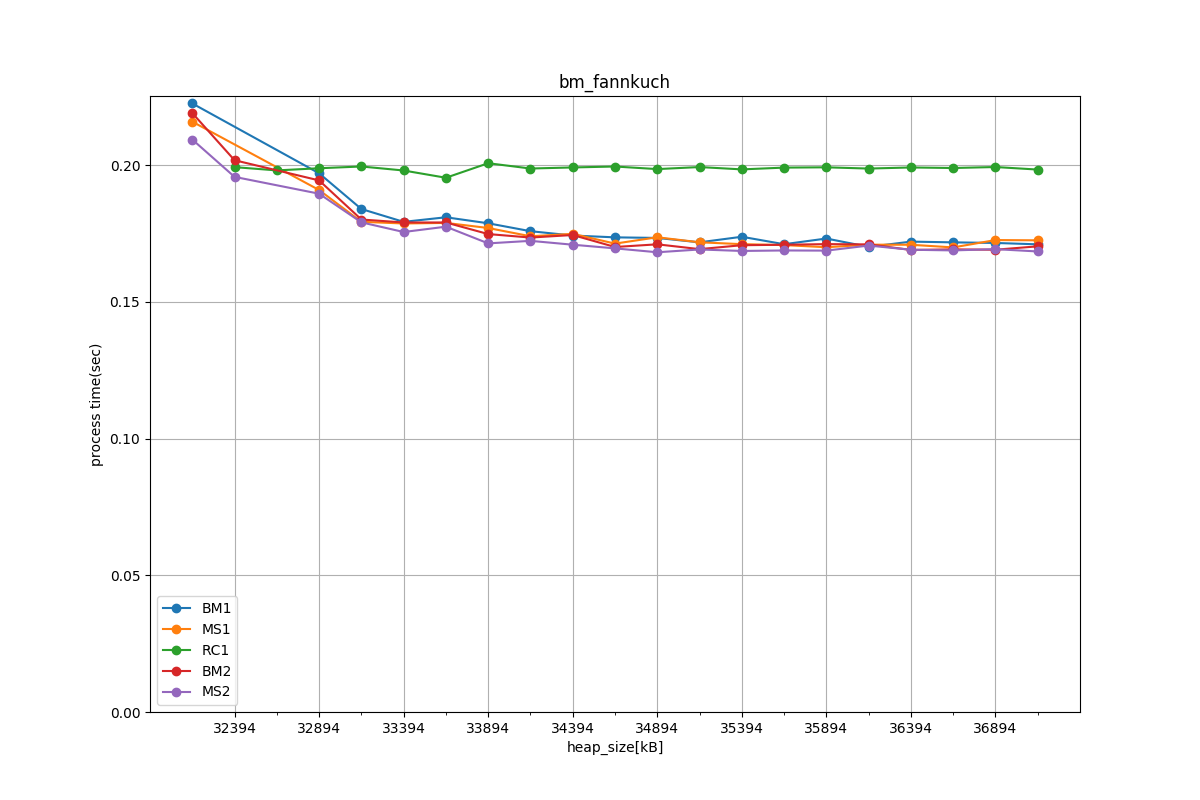 bm_fannkuch
process time(sec)
0.20
0.15
0.10
0.05
0.00
BM1
MS1
RC1
BM2
MS2
32394 32894 33394 33894 34394 34894 35394 35894 36394 36894
heap_size[kB]